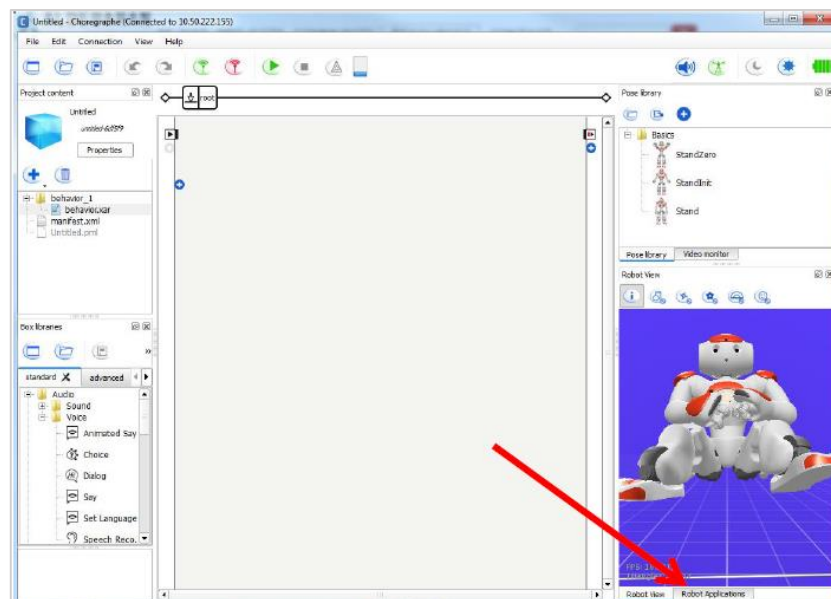 Untitled - Choregraphe (Connected to 10.50.222.155)
File Edit Connection View Help
Project content
Untitled
Properties
behavior_1
behavior.xar
manifest.xml
Untitled.pml
Box libraries
standard
advanced
Audio
Sound
Voice
Animated Say
Choice
Dialog
Say
Set Language
Speech Reco.
root
Pose library
Basics
StandZero
StandInit
Stand
Pose library
Video monitor
Robot View
Robot View
Robot Applications